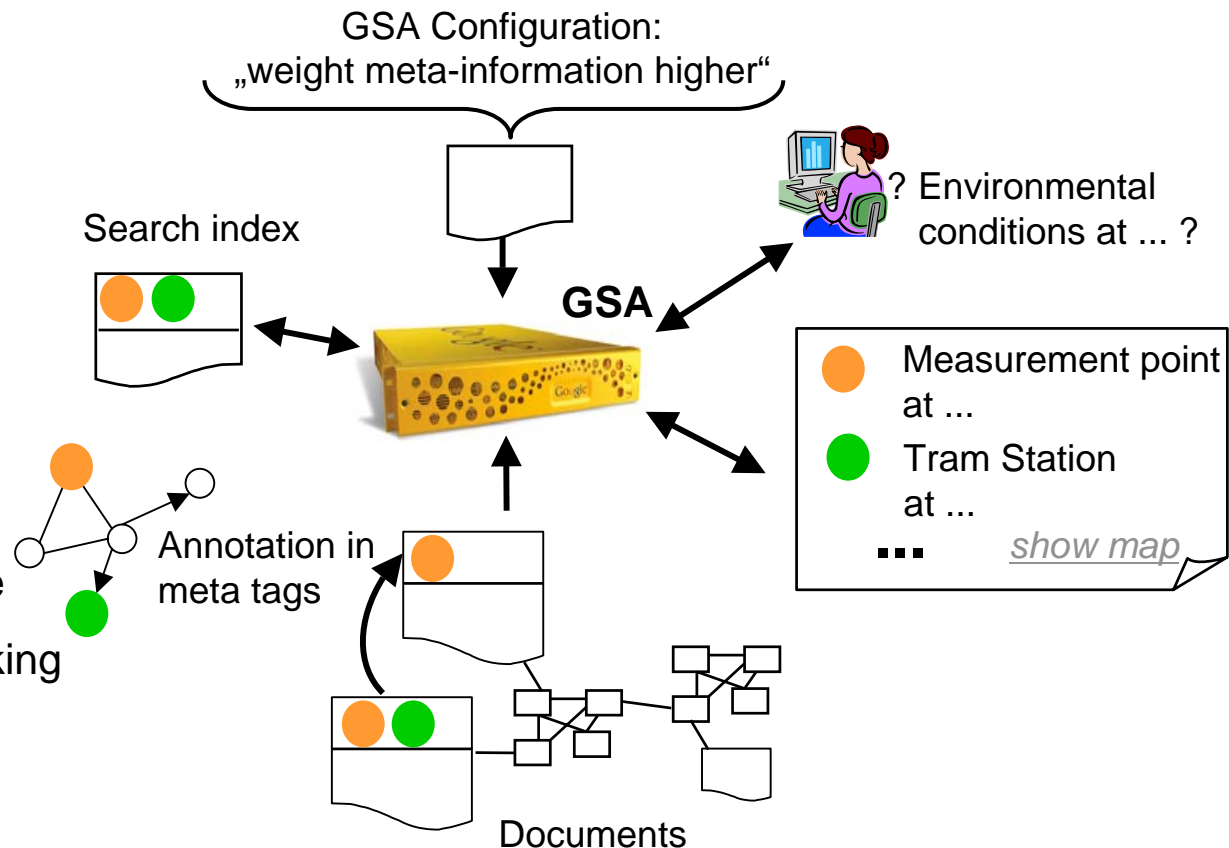 GSA Configuration:
„weight meta-information higher“
? Environmental
conditions at ... ?
Search index
GSA
Google
Measurement point
at ...
Tram Station
at ...
... show map
Annotation in
meta tags
e
king
Documents